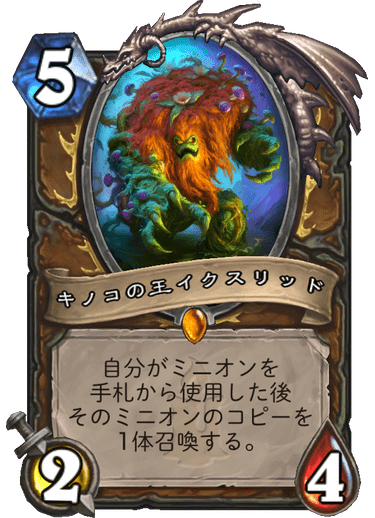 5
キノコの王イクスリッド
自分がミニオンを
手札から使用した後
そのミニオンのコピーを
1体召喚する。
2
4